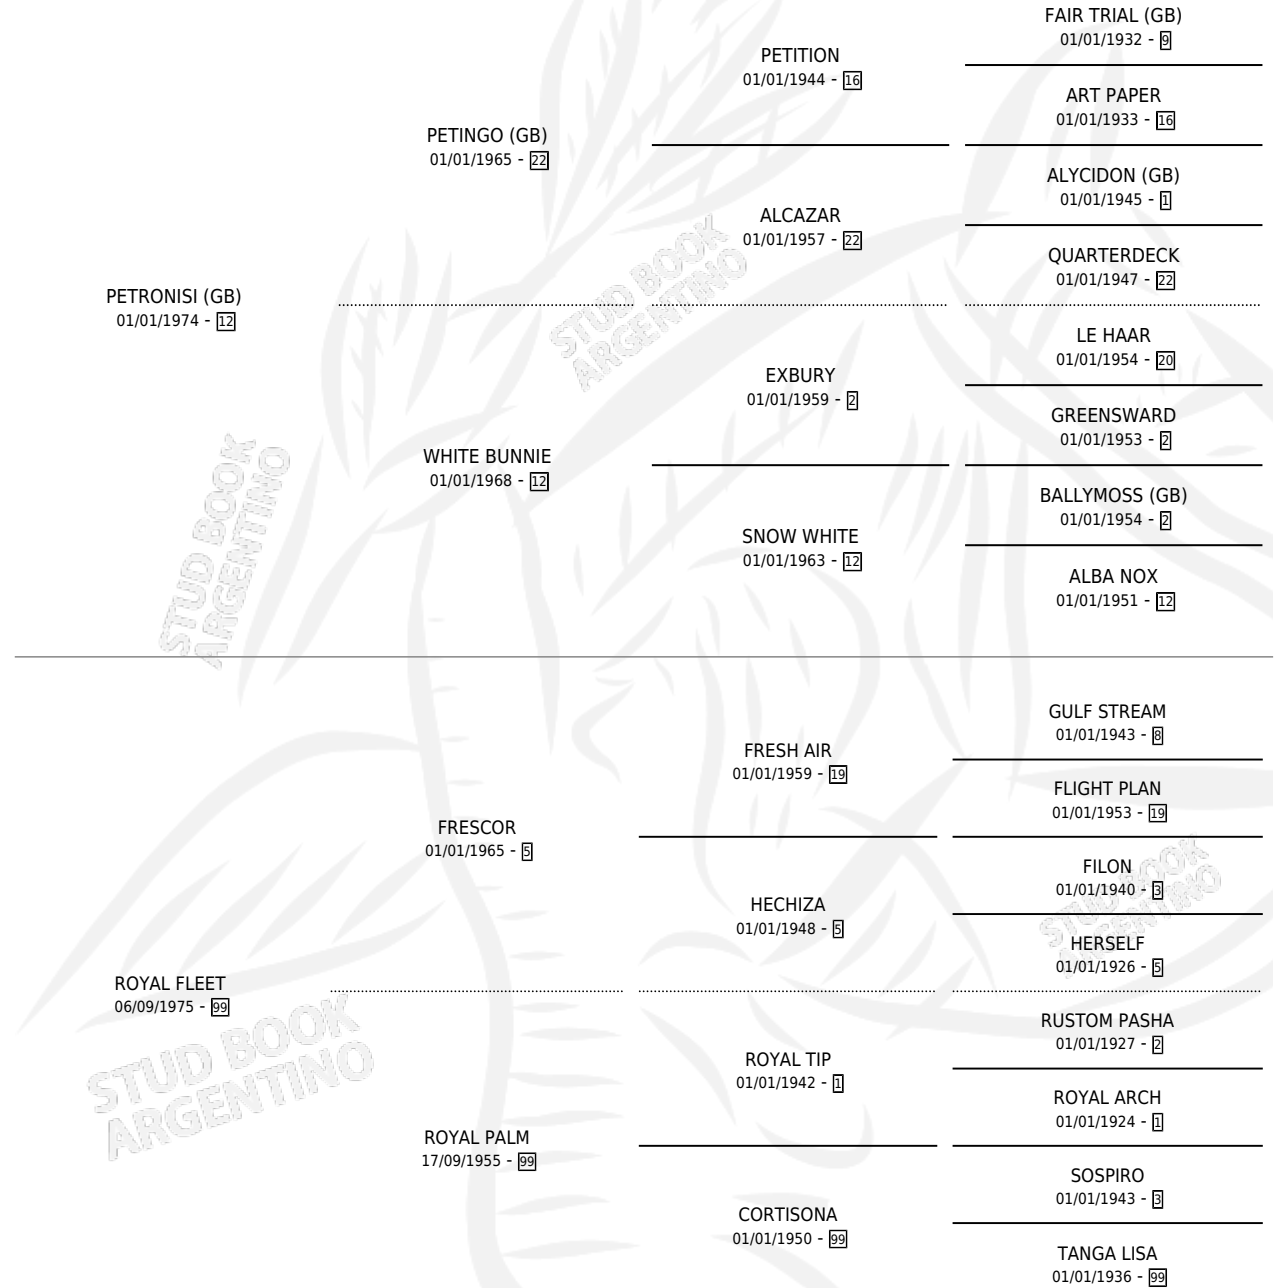 FAIR TRIAL (GB)
01/01/1932 - 9
PETITION
01/01/1944 - 16
ART PAPER
01/01/1933 - 16
PETINGO (GB)
01/01/1965 - 22
ALYCIDON (GB)
01/01/1945 - 1
ALCAZAR
01/01/1957 - 22
QUARTERDECK
01/01/1947 - 22
PETRONISI (GB)
01/01/1974 - 12
STUD BOOK
ARGENTINO
LE HAAR
01/01/1954 - 20
EXBURY
01/01/1959 - 2
GREENSWARD
01/01/1953 - 2
WHITE BUNNIE
01/01/1968 - 12
BALLYMOSS (GB)
01/01/1954 - 2
SNOW WHITE
01/01/1963 - 12
ALBA NOX
01/01/1951 - 12
STUD BOOK
ARGENTINO
GULF STREAM
01/01/1943 - 8
FRESH AIR
01/01/1959 - 19
FLIGHT PLAN
01/01/1953 - 19
FRESCOR
01/01/1965 - 5
FILON
01/01/1940 - 3
HECHIZA
01/01/1948 - 5
STUD BOOK
ARGENTINO
HERSELF
01/01/1926 - 5
ROYAL FLEET
06/09/1975 - 99
RUSTOM PASHA
01/01/1927 - 2
ROYAL TIP
01/01/1942 - 1
ROYAL ARCH
01/01/1924 - 1
STUD BOOK
ARGENTINO
ROYAL PALM
17/09/1955 - 99
SOSPIRO
01/01/1943 - 3
CORTISONA
01/01/1950 - 99
TANGA LISA
01/01/1936 - 99